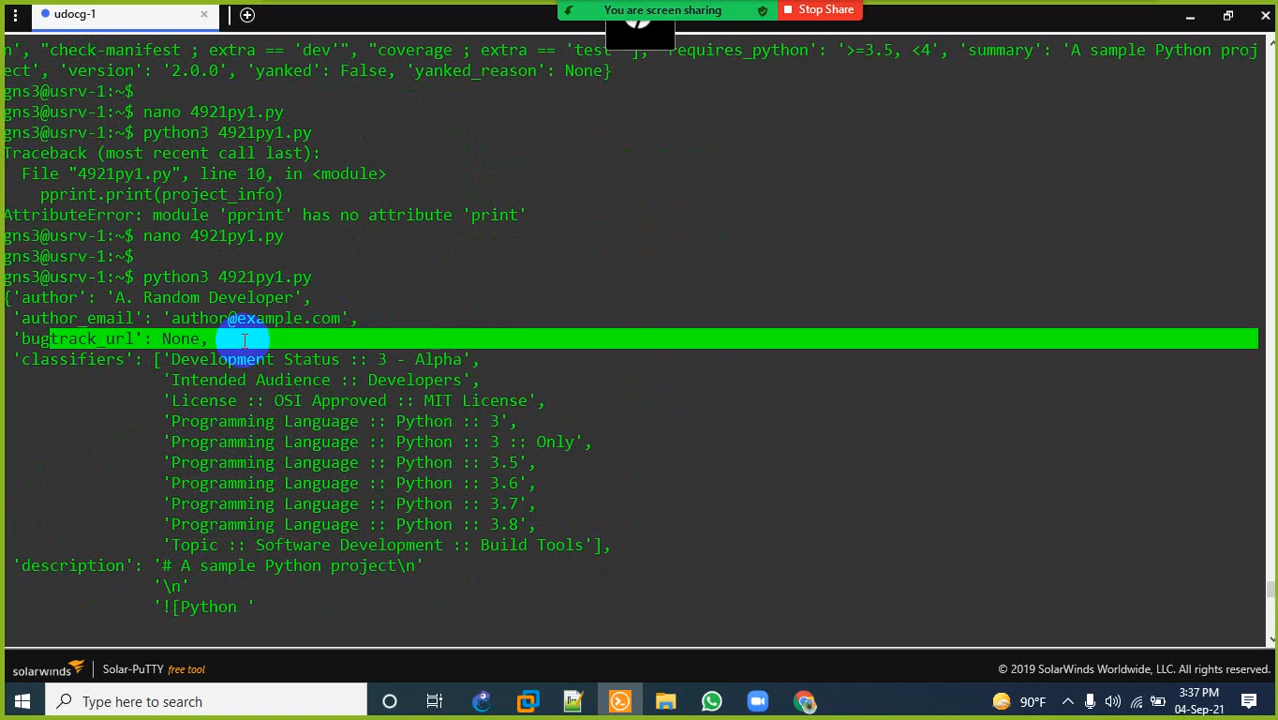 udocg-1
You are screen sharing
Stop Share
n', "check-manifest ; extra == 'dev'", "coverage ; extra == 'test'"], 'requires_python': '>=3.5, <4', 'summary': 'A sample Python proj
ect', 'version': '2.0.0', 'yanked': False, 'yanked_reason': None}
gns3@usrv-1:~$
gns3@usrv-1:~$ nano 4921py1.py
gns3@usrv-1:~$ python3 4921py1.py
Traceback (most recent call last):
  File "4921py1.py", line 10, in <module>
    pprint.print(project_info)
AttributeError: module 'pprint' has no attribute 'print'
gns3@usrv-1:~$ nano 4921py1.py
gns3@usrv-1:~$
gns3@usrv-1:~$ python3 4921py1.py
{'author': 'A. Random Developer',
 'author_email': 'author@example.com',
 'bugtrack_url': None,
 'classifiers': ['Development Status :: 3 - Alpha',
                 'Intended Audience :: Developers',
                 'License :: OSI Approved :: MIT License',
                 'Programming Language :: Python :: 3',
                 'Programming Language :: Python :: 3 :: Only',
                 'Programming Language :: Python :: 3.5',
                 'Programming Language :: Python :: 3.6',
                 'Programming Language :: Python :: 3.7',
                 'Programming Language :: Python :: 3.8',
                 'Topic :: Software Development :: Build Tools'],
 'description': '# A sample Python project\n'
                '\n'
                '![Python '
solarwinds Solar-PuTTY free tool
© 2019 SolarWinds Worldwide, LLC. All rights reserved.
Type here to search
90°F
3:37 PM
04-Sep-21